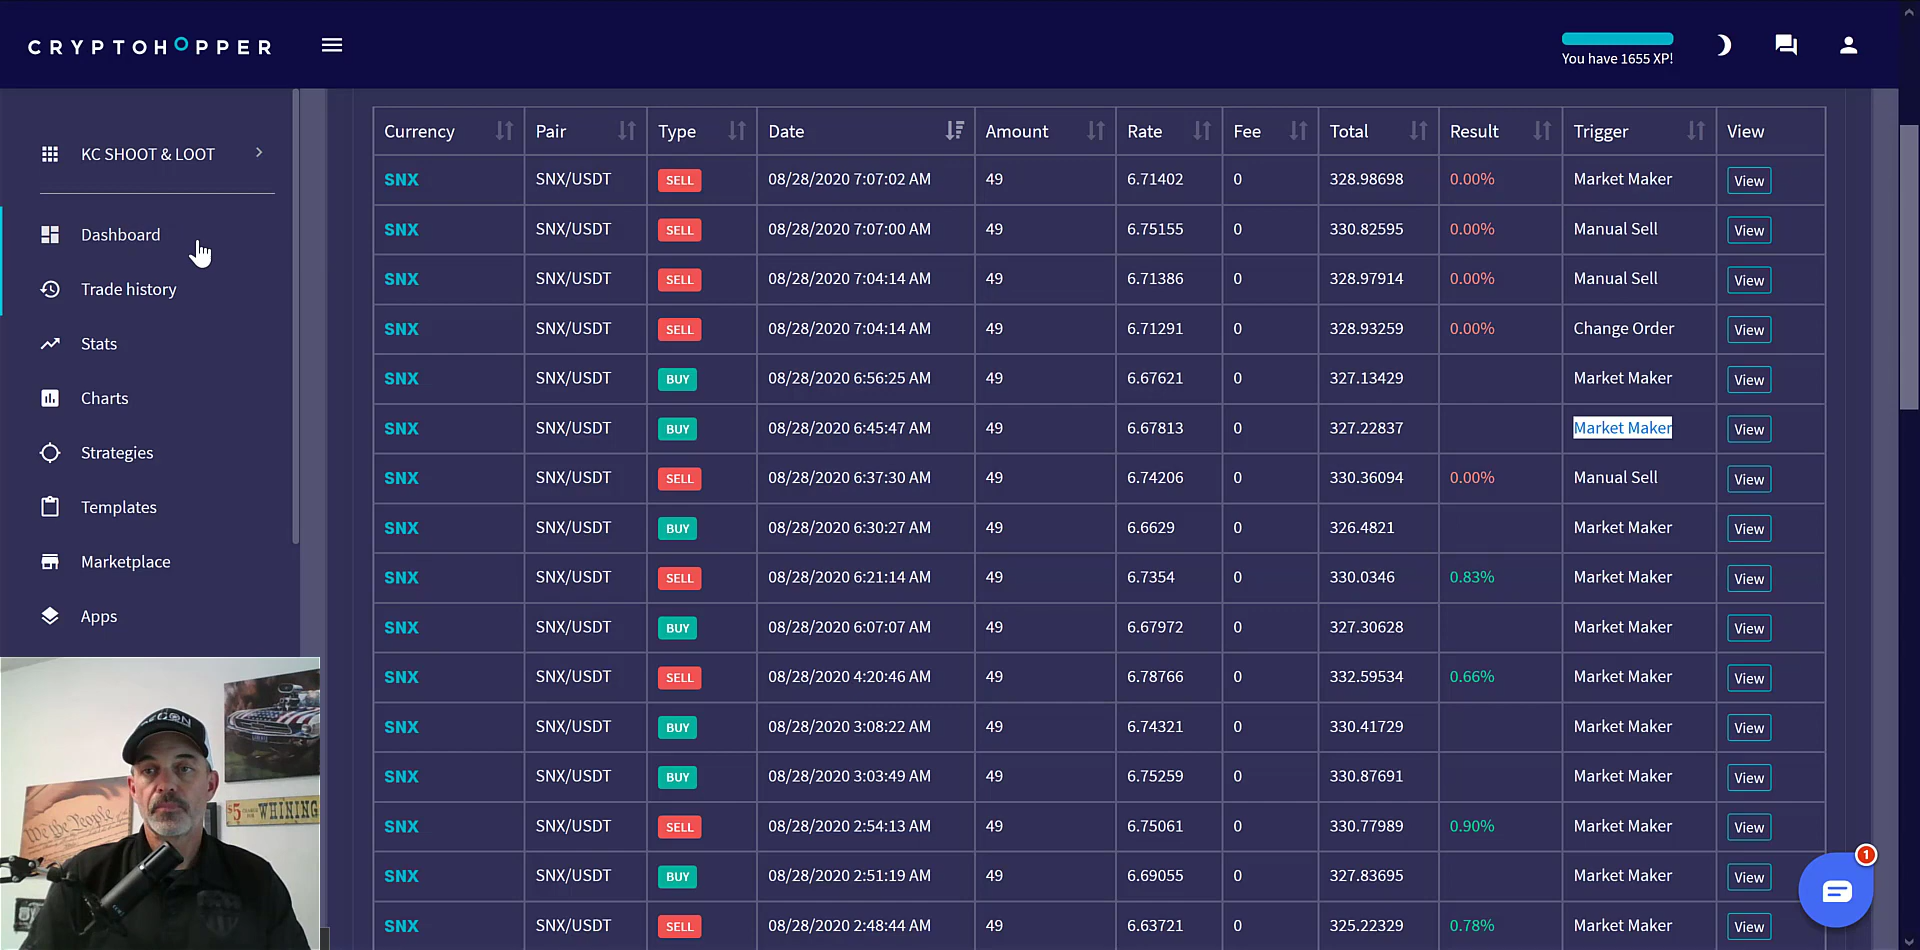 CRYPTOHOPPER
You have 1655 XP!
KC SHOOT & LOOT
Dashboard
Trade history
Stats
Charts
Strategies
Templates
Marketplace
Apps
Currency Pair Type Date Amount Rate Fee Total Result Trigger View
SNX SNX/USDT SELL 08/28/2020 7:07:02 AM 49 6.71402 0 328.98698 0.00% Market Maker View
SNX SNX/USDT SELL 08/28/2020 7:07:00 AM 49 6.75155 0 330.82595 0.00% Manual Sell View
SNX SNX/USDT SELL 08/28/2020 7:04:14 AM 49 6.71386 0 328.97914 0.00% Manual Sell View
SNX SNX/USDT SELL 08/28/2020 7:04:14 AM 49 6.71291 0 328.93259 0.00% Change Order View
SNX SNX/USDT BUY 08/28/2020 6:56:25 AM 49 6.67621 0 327.13429 Market Maker View
SNX SNX/USDT BUY 08/28/2020 6:45:47 AM 49 6.67813 0 327.22837 Market Maker View
SNX SNX/USDT SELL 08/28/2020 6:37:30 AM 49 6.74206 0 330.36094 0.00% Manual Sell View
SNX SNX/USDT BUY 08/28/2020 6:30:27 AM 49 6.6629 0 326.4821 Market Maker View
SNX SNX/USDT SELL 08/28/2020 6:21:14 AM 49 6.7354 0 330.0346 0.83% Market Maker View
SNX SNX/USDT BUY 08/28/2020 6:07:07 AM 49 6.67972 0 327.30628 Market Maker View
SNX SNX/USDT SELL 08/28/2020 4:20:46 AM 49 6.78766 0 332.59534 0.66% Market Maker View
SNX SNX/USDT BUY 08/28/2020 3:08:22 AM 49 6.74321 0 330.41729 Market Maker View
SNX SNX/USDT BUY 08/28/2020 3:03:49 AM 49 6.75259 0 330.87691 Market Maker View
SNX SNX/USDT SELL 08/28/2020 2:54:13 AM 49 6.75061 0 330.77989 0.90% Market Maker View
SNX SNX/USDT BUY 08/28/2020 2:51:19 AM 49 6.69055 0 327.83695 Market Maker View
SNX SNX/USDT SELL 08/28/2020 2:48:44 AM 49 6.63721 0 325.22329 0.78% Market Maker View
1
We the People
$5
WHINING